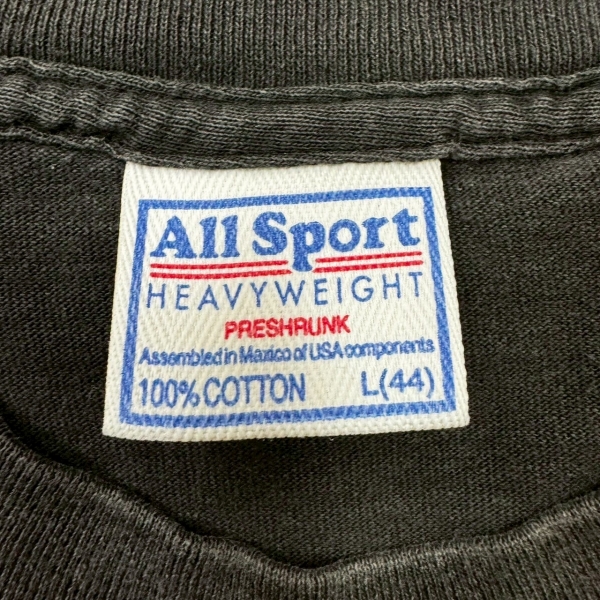 All Sport
HEAVYWEIGHT
PRESHRUNK
Assembled in Mexico of USA components
100% COTTON L(44)